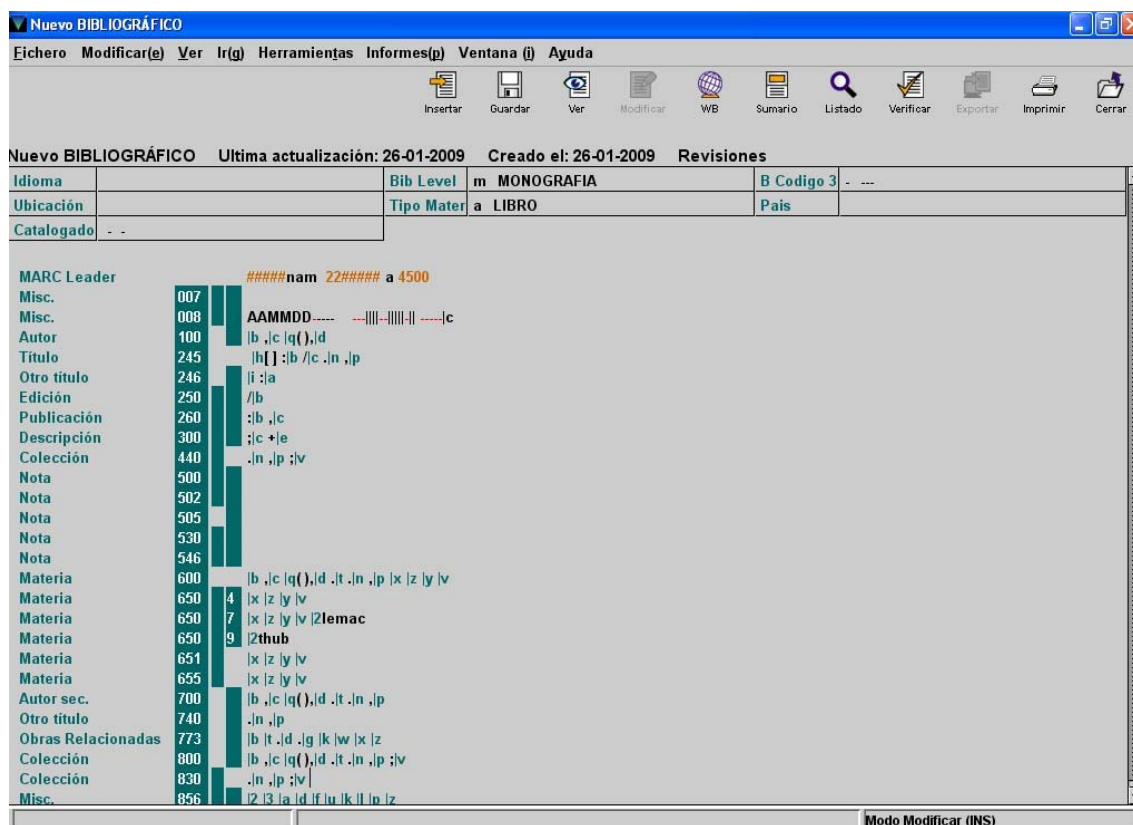 Nuevo BIBLIOGRÁFICO
Fichero Modificar(e) Ver Ir(g) Herramientas Informes(p) Ventana (i) Ayuda
Insertar Guardar Ver Modificar WB Sumario Listado Verificar Exportar Imprimir Cerrar
Nuevo BIBLIOGRÁFICO Ultima actualización: 26-01-2009 Creado el: 26-01-2009 Revisiones
Idioma Bib Level m MONOGRAFIA B Codigo 3 - ---
Ubicación Tipo Mater a LIBRO Pais
Catalogado - -
MARC Leader #####nam 22##### a 4500
Misc. 007
Misc. 008 AAMMDD----- ---||||--|||||-|| -----|c
Autor 100 |b ,|c |q(),|d
Título 245 |h[ ] :|b /|c .|n ,|p
Otro título 246 |i :|a
Edición 250 /|b
Publicación 260 :|b ,|c
Descripción 300 ;|c +|e
Colección 440 .|n ,|p ;|v
Nota 500
Nota 502
Nota 505
Nota 530
Nota 546
Materia 600 |b ,|c |q(),|d .|t .|n ,|p |x |z |y |v
Materia 650 4 |x |z |y |v
Materia 650 7 |x |z |y |v |2lemac
Materia 650 9 |2thub
Materia 651 |x |z |y |v
Materia 655 |x |z |y |v
Autor sec. 700 |b ,|c |q(),|d .|t .|n ,|p
Otro título 740 .|n ,|p
Obras Relacionadas 773 |b |t .|d .|g |k |w |x |z
Colección 800 |b ,|c |q(),|d .|t .|n ,|p ;|v
Colección 830 .|n ,|p ;|v
Misc. 856 |2 |3 |a |d |f |u |k |l |p |z
Modo Modificar (INS)